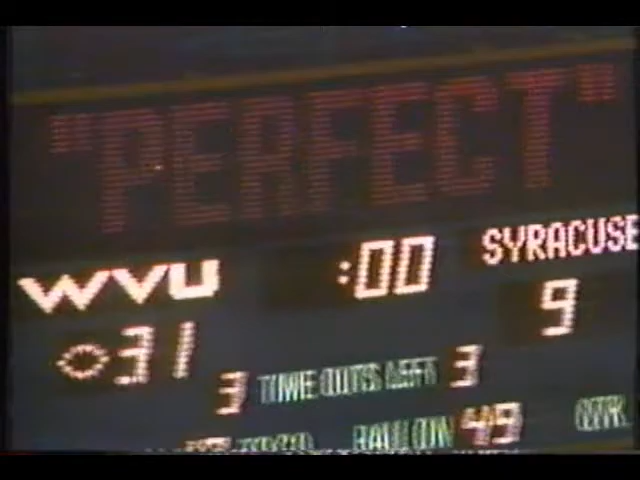 "PERFECT"
WVU :00 SYRACUSE
31 9
3 TIME OUTS LEFT 3
BALL ON 49